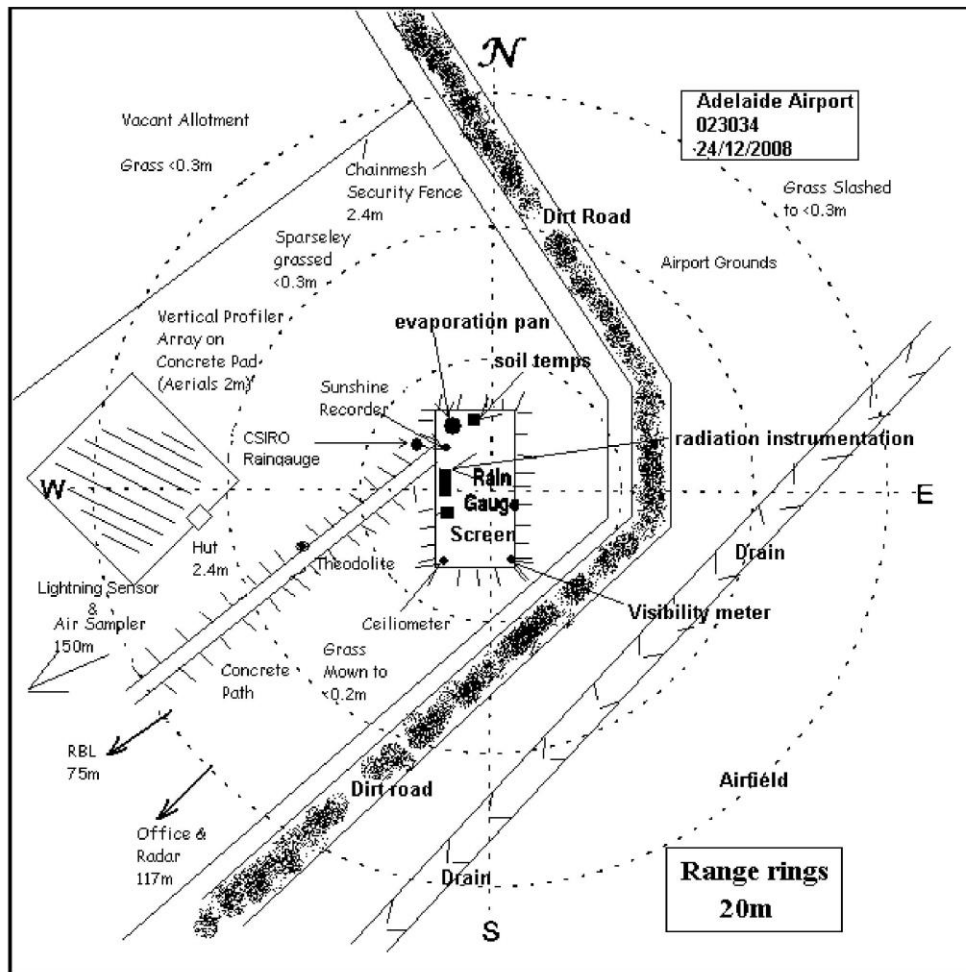 N
Adelaide Airport
023034
24/12/2008
Vacant Allotment
Grass <0.3m
Chainmesh
Security Fence
2.4m
Grass Slashed
to <0.3m
Dirt Road
Sparseley
grassed
<0.3m
Airport Grounds
Vertical Profiler
Array on
Concrete Pad
(Aerials 2m)
evaporation pan
soil temps
Sunshine
Recorder
CSIRO
Raingauge
radiation instrumentation
Rain
Gauge
W
E
Screen
Hut
2.4m
Theodolite
Drain
Lightning Sensor
&
Air Sampler
150m
Ceiliometer
Visibility meter
Concrete
Path
Grass
Mown to
<0.2m
RBL
75m
Dirt road
Airfield
Office &
Radar
117m
Drain
S
Range rings
20m